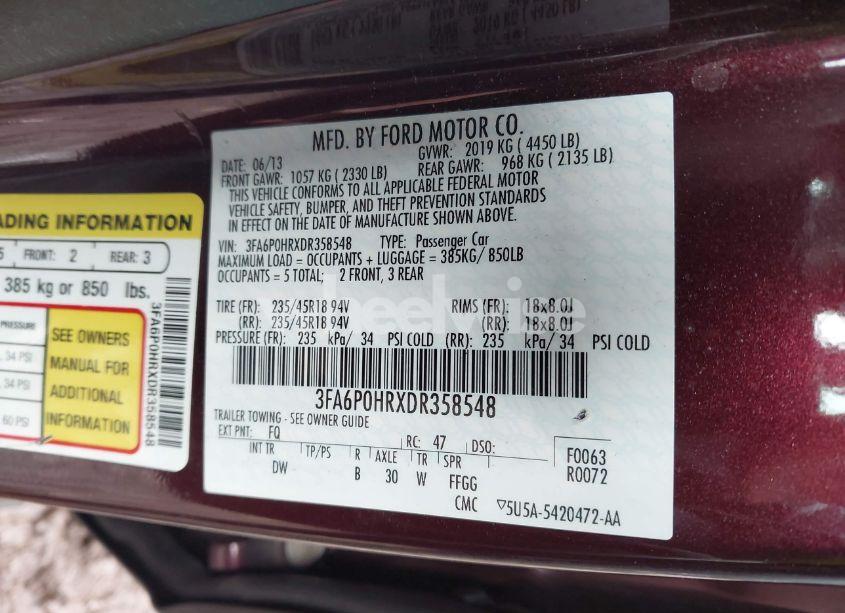 MFD. BY FORD MOTOR CO.
DATE: 06/13 GVWR: 2019 KG ( 4450 LB)
FRONT GAWR: 1057 KG ( 2330 LB) REAR GAWR: 968 KG ( 2135 LB)
THIS VEHICLE CONFORMS TO ALL APPLICABLE FEDERAL MOTOR
VEHICLE SAFETY, BUMPER, AND THEFT PREVENTION STANDARDS
IN EFFECT ON THE DATE OF MANUFACTURE SHOWN ABOVE.
VIN: 3FA6P0HRXDR358548 TYPE: Passenger Car
MAXIMUM LOAD = OCCUPANTS + LUGGAGE = 385KG/ 850LB
OCCUPANTS = 5 TOTAL; 2 FRONT, 3 REAR
TIRE (FR): 235/45R18 94V RIMS (FR): 18x8.0J
(RR): 235/45R18 94V (RR): 18x8.0J
PRESSURE (FR): 235 kPa/ 34 PSI COLD (RR): 235 kPa/ 34 PSI COLD
3FA6P0HRXDR358548
TRAILER TOWING - SEE OWNER GUIDE
EXT PNT: FQ RC: 47 DSO: F0063
R0072
INT TR TP/PS R AXLE TR SPR
DW B 30 W FFGG
CMC ▽5U5A-5420472-AA
ADING INFORMATION
5 FRONT: 2 REAR: 3
385 kg or 850 lbs.
PRESSURE
, 34 PSI
, 34 PSI
, 60 PSI
SEE OWNERS
MANUAL FOR
ADDITIONAL
INFORMATION
3FA6P0HRXDR358548